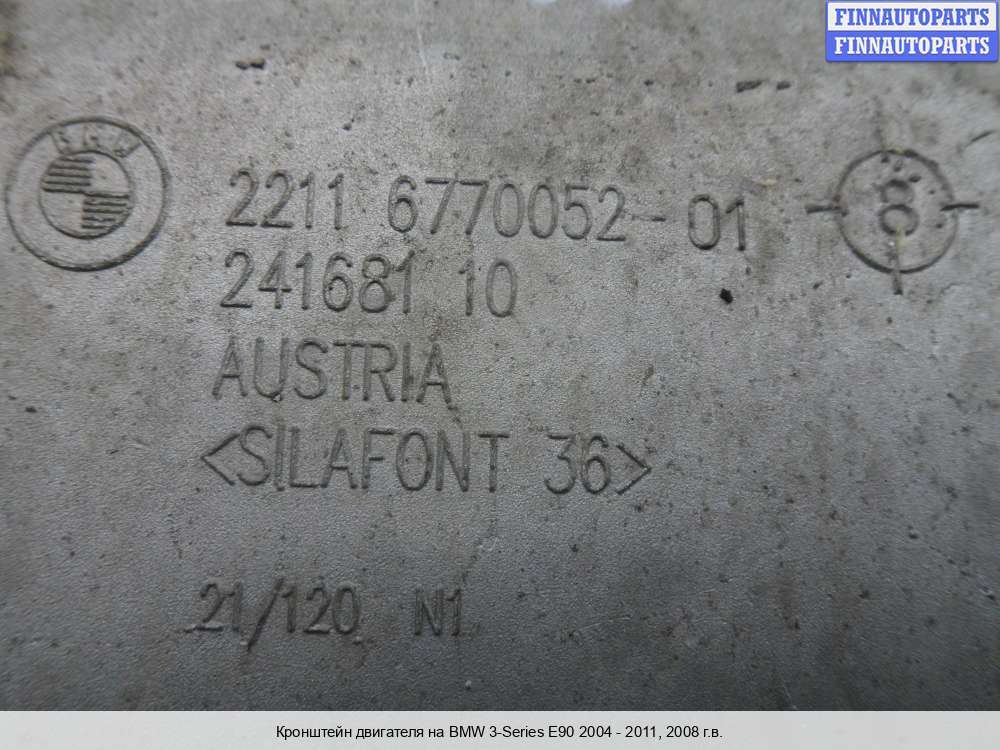 FINNAUTOPARTS
FINNAUTOPARTS
BMW
2211 6770052-01
241681 10
AUSTRIA
<SILAFONT 36>
21/120 N1
Кронштейн двигателя на BMW 3-Series E90 2004 - 2011, 2008 г.в.